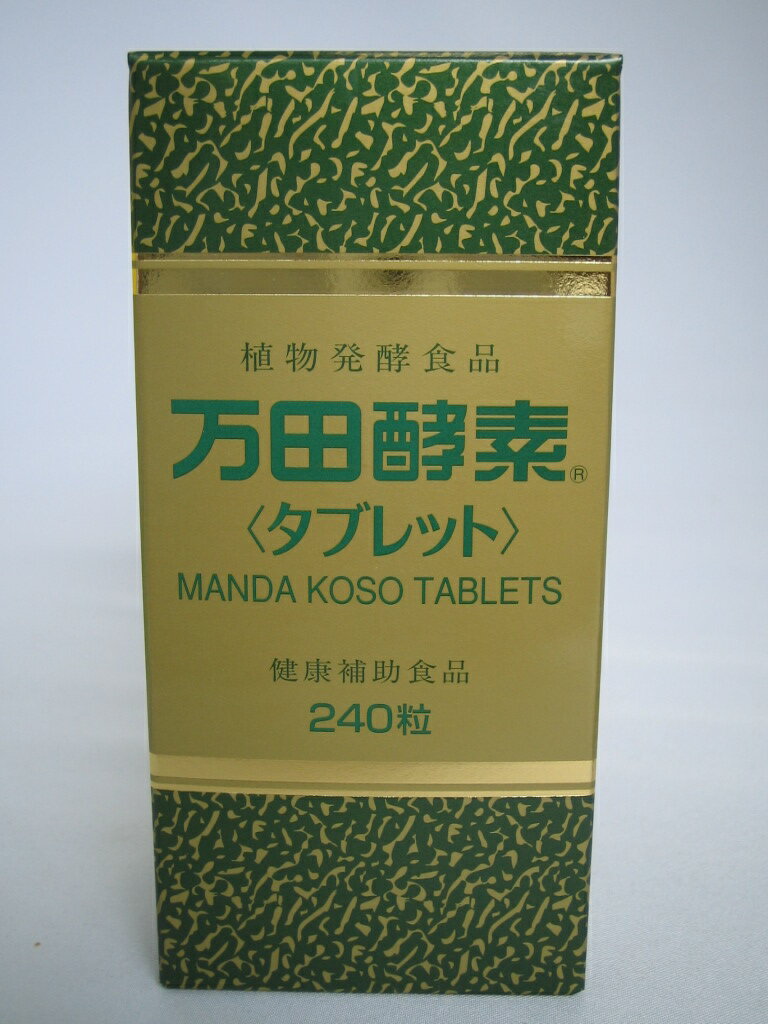 植物発酵食品
万田酵素®
〈タブレット〉
MANDA KOSO TABLETS
健康補助食品
240粒